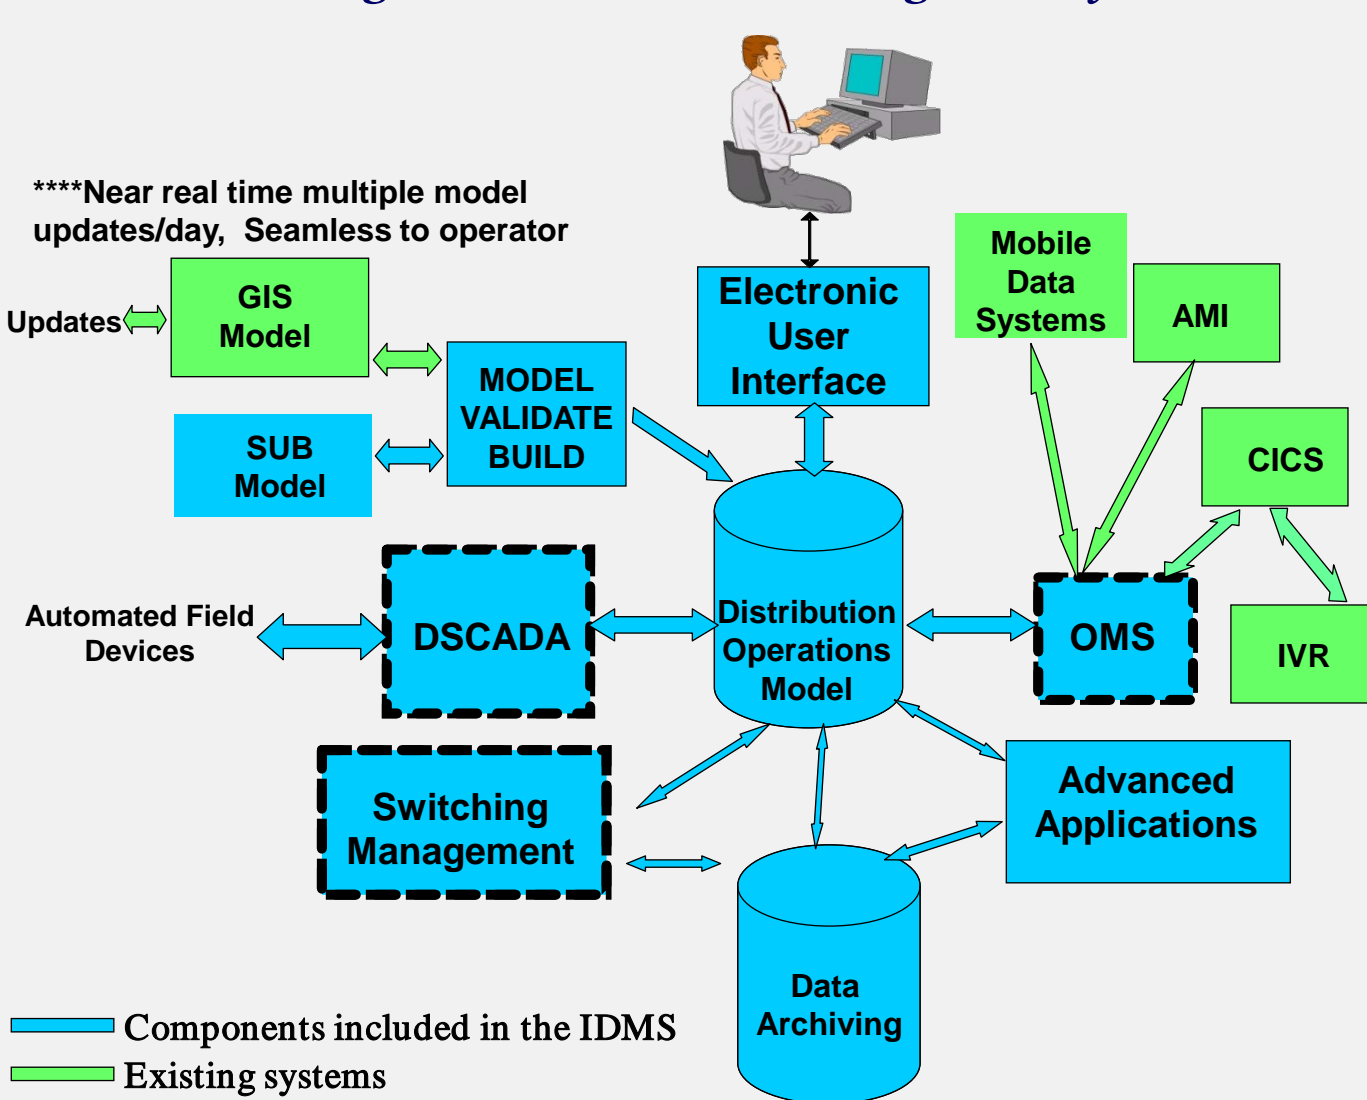 ****Near real time multiple model
updates/day, Seamless to operator
Updates
GIS
Model
SUB
Model
MODEL
VALIDATE
BUILD
Electronic
User
Interface
Mobile
Data
Systems
AMI
CICS
IVR
OMS
Automated Field
Devices
DSCADA
Distribution
Operations
Model
Switching
Management
Advanced
Applications
Data
Archiving
Components included in the IDMS
Existing systems